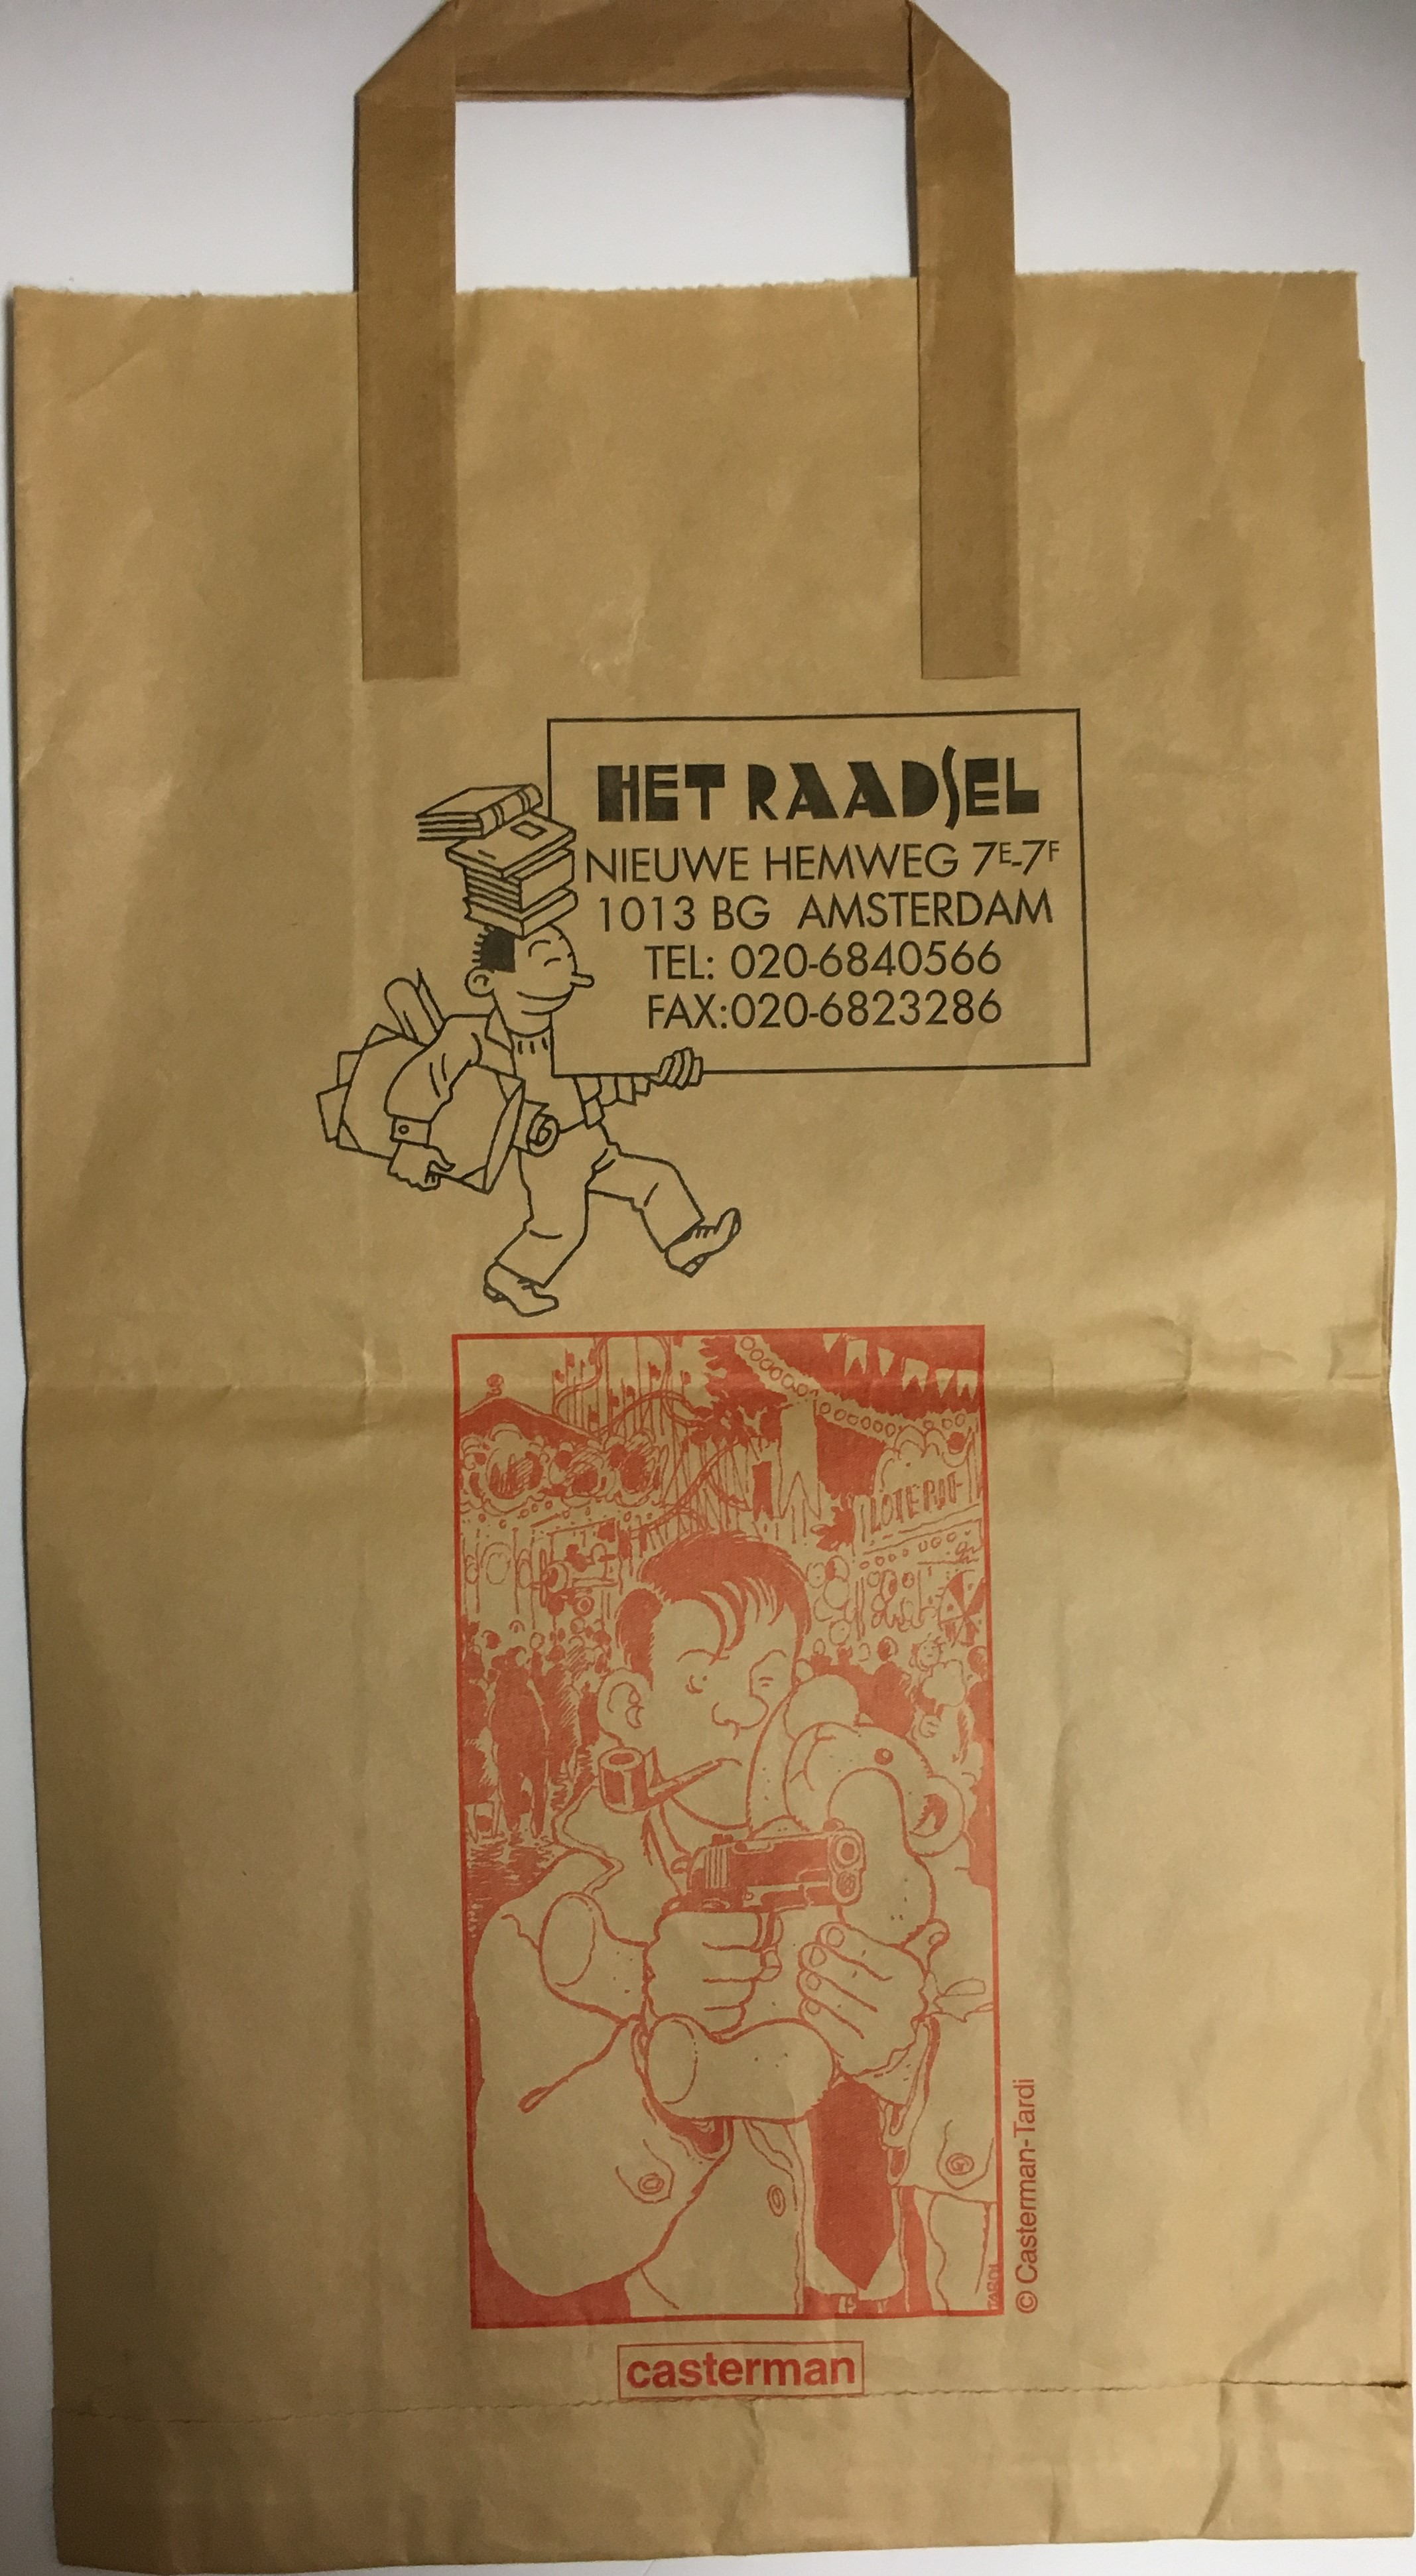 HET RAADSEL
NIEUWE HEMWEG 7E-7F
1013 BG AMSTERDAM
TEL: 020-6840566
FAX:020-6823286
LOTERIE
© Casterman-Tardi
TARDI
casterman